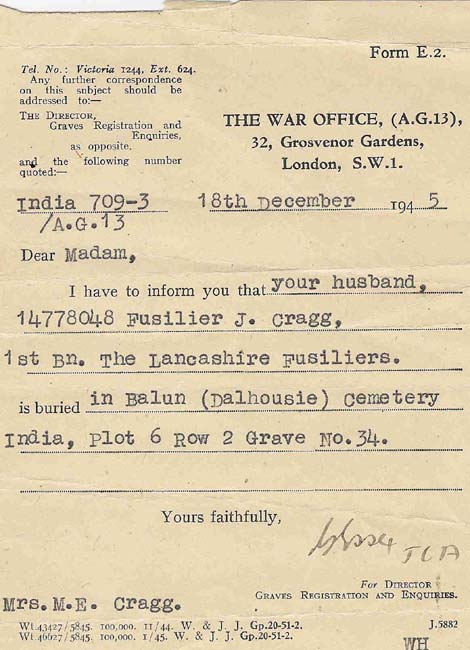 Form E.2.
Tel. No.: Victoria 1244, Ext. 624.
Any further correspondence
on this subject should be
addressed to:—
THE DIRECTOR,
Graves Registration and
Enquiries,
as opposite.
and the following number
quoted:—
THE WAR OFFICE, (A.G.13),
32, Grosvenor Gardens,
London, S.W.1.
India 709-3 18th December 1945
/A.G.13
Dear Madam,
I have to inform you that your husband,
14778048 Fusilier J. Cragg,
1st Bn. The Lancashire Fusiliers.
is buried in Balun (Dalhousie) Cemetery
India, Plot 6 Row 2 Grave No.34.
Yours faithfully,
For DIRECTOR
GRAVES REGISTRATION AND ENQUIRIES.
Mrs. M.E. Cragg.
Wt.43427/5845. 100,000. 11/44. W. & J. J. Gp.20-51-2. J.5882
Wt.46627/5845. 100,000. 1/45. W. & J. J. Gp.20-51-2.
WH